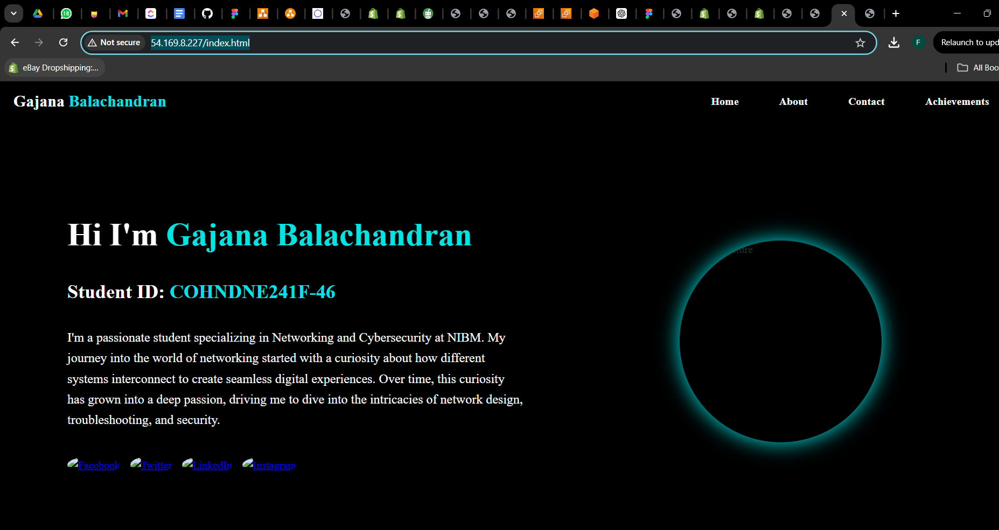 18
Not secure
54.169.8.227/index.html
F
Relaunch to upd
eBay Dropshipping:...
All Boo
Gajana Balachandran
Home
About
Contact
Achievements
Hi I'm Gajana Balachandran
Student ID: COHNDNE241F-46
I'm a passionate student specializing in Networking and Cybersecurity at NIBM. My
journey into the world of networking started with a curiosity about how different
systems interconnect to create seamless digital experiences. Over time, this curiosity
has grown into a deep passion, driving me to dive into the intricacies of network design,
troubleshooting, and security.
Facebook
Twitter
LinkedIn
Instagram